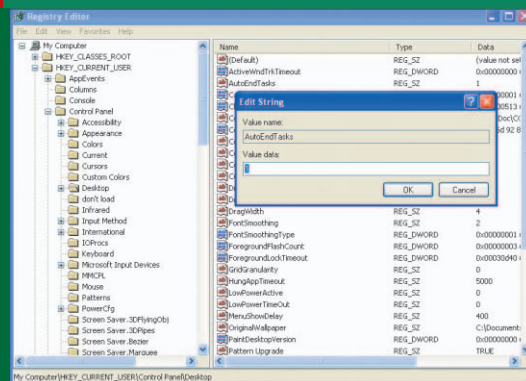 Registry Editor
File Edit View Favorites Help
My Computer
HKEY_CLASSES_ROOT
HKEY_CURRENT_USER
AppEvents
Columns
Console
Control Panel
Accessibility
Appearance
Colors
Current
Cursors
Custom Colors
Desktop
don't load
Infrared
Input Method
International
IOProcs
Keyboard
Microsoft Input Devices
MMCPL
Mouse
Patterns
PowerCfg
Screen Saver.3DFlyingObj
Screen Saver.3DPipes
Screen Saver.Bezier
Screen Saver.Marquee
Name Type Data
(Default) REG_SZ (value not set
ActiveWndTrkTimeout REG_DWORD 0x00000000
AutoEndTasks REG_SZ 1
DragWidth REG_SZ 4
FontSmoothing REG_SZ 2
FontSmoothingType REG_DWORD 0x00000001
ForegroundFlashCount REG_DWORD 0x00000003
ForegroundLockTimeout REG_DWORD 0x00030d40
GridGranularity REG_SZ 0
HungAppTimeout REG_SZ 5000
LowPowerActive REG_SZ 0
LowPowerTimeOut REG_SZ 0
MenuShowDelay REG_SZ 400
OriginalWallpaper REG_SZ C:\Documents
PaintDesktopVersion REG_DWORD 0x00000000
Pattern Upgrade REG_SZ TRUE
Edit String
Value name:
AutoEndTasks
Value data:
1
OK Cancel
My Computer\HKEY_CURRENT_USER\Control Panel\Desktop